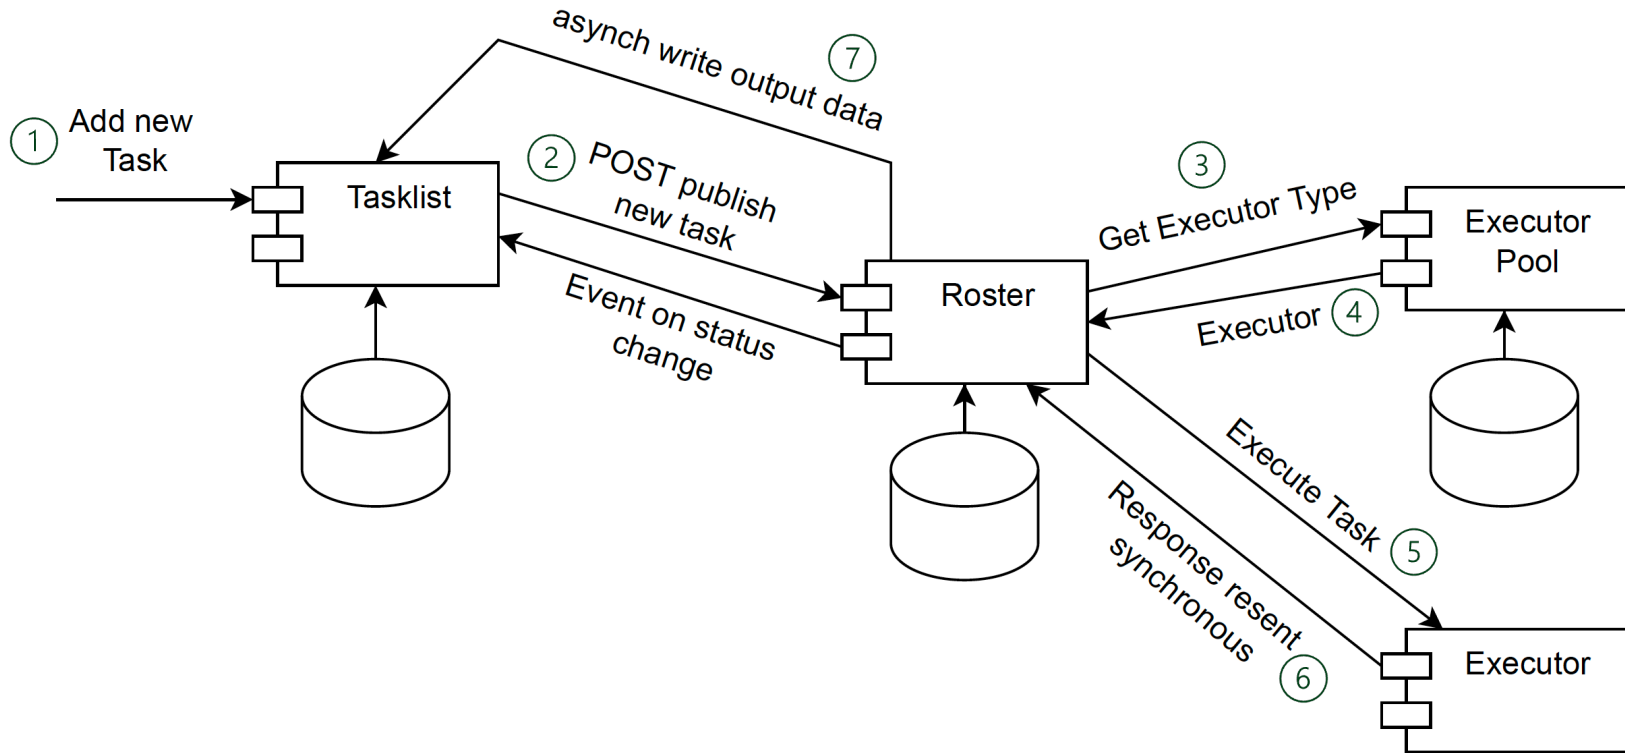 asynch write output data
7
1
Add new
Task
Tasklist
2
POST publish
new task
Event on status
change
Roster
3
Get Executor Type
Executor
4
Executor
Pool
Execute Task
5
Response resent
synchronous
6
Executor